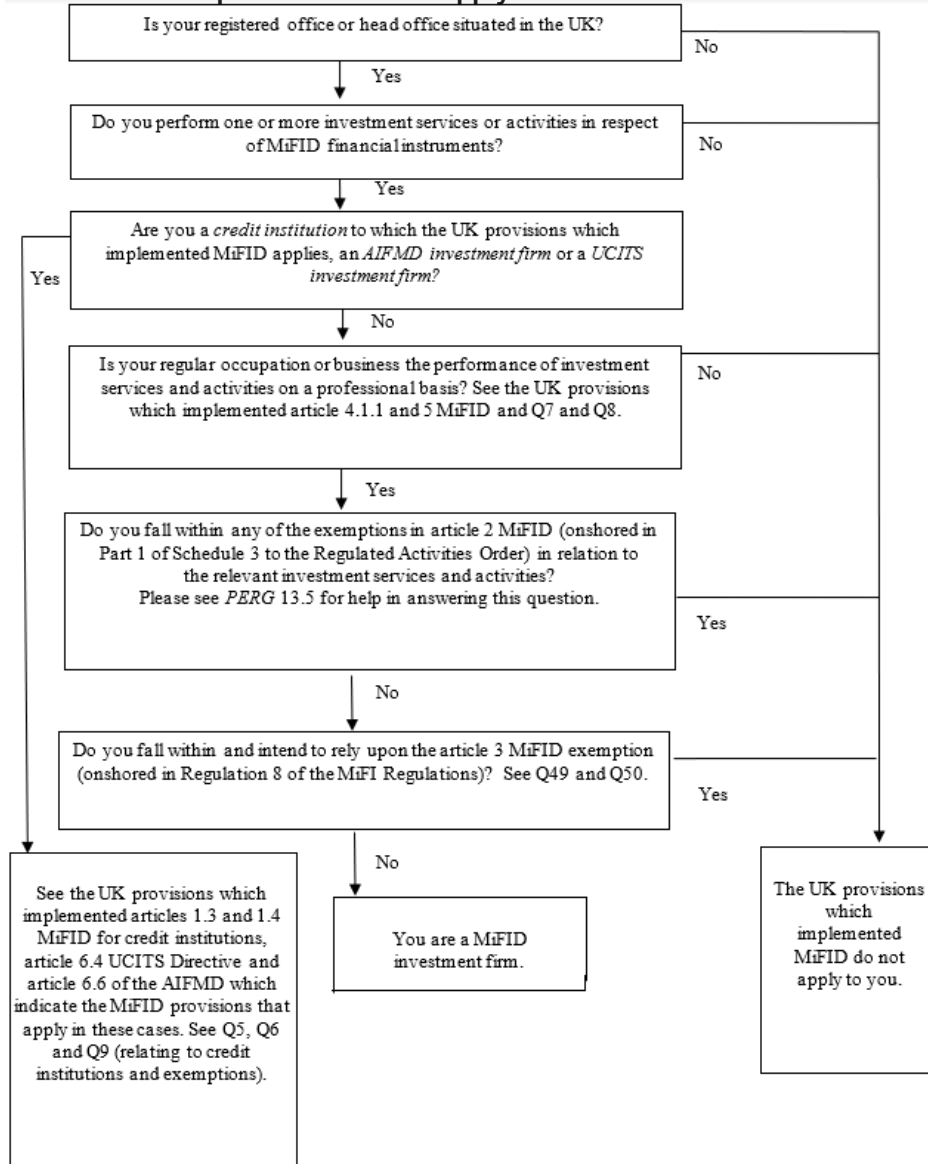 Is your registered office or head office situated in the UK?
No
Yes
Do you perform one or more investment services or activities in respect
of MiFID financial instruments?
No
Yes
Are you a credit institution to which the UK provisions which
implemented MiFID applies, an AIFMD investment firm or a UCITS
investment firm?
Yes
No
Is your regular occupation or business the performance of investment
services and activities on a professional basis? See the UK provisions
which implemented article 4.1.1 and 5 MiFID and Q7 and Q8.
No
Yes
Do you fall within any of the exemptions in article 2 MiFID (onshored in
Part 1 of Schedule 3 to the Regulated Activities Order) in relation to
the relevant investment services and activities?
Please see PERG 13.5 for help in answering this question.
Yes
No
Do you fall within and intend to rely upon the article 3 MiFID exemption
(onshored in Regulation 8 of the MiFI Regulations)? See Q49 and Q50.
Yes
No
See the UK provisions which
implemented articles 1.3 and 1.4
MiFID for credit institutions,
article 6.4 UCITS Directive and
article 6.6 of the AIFMD which
indicate the MiFID provisions that
apply in these cases. See Q5, Q6
and Q9 (relating to credit
institutions and exemptions).
You are a MiFID
investment firm.
The UK provisions
which
implemented
MiFID do not
apply to you.